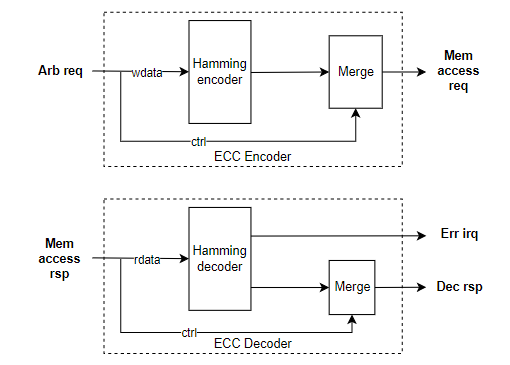 Arb req
wdata
Hamming
encoder
Merge
Mem
access
req
ctrl
ECC Encoder
Mem
access
rsp
rdata
Hamming
decoder
Err irq
Merge
Dec rsp
ctrl
ECC Decoder